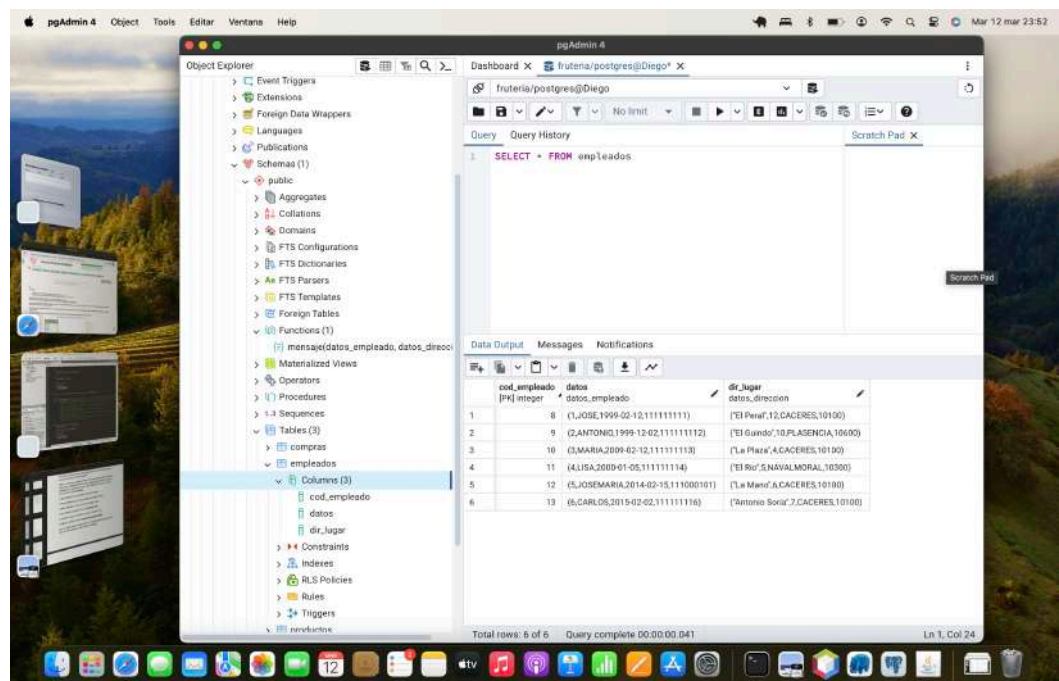 pgAdmin 4 Object Tools Editar Ventana Help Mar 12 mar 23:52
pgAdmin 4
Object Explorer
Dashboard X fruteria/postgres@Diego* X
Event Triggers
Extensions
Foreign Data Wrappers
Languages
Publications
Schemas (1)
public
Aggregates
Collations
Domains
FTS Configurations
FTS Dictionaries
FTS Parsers
FTS Templates
Foreign Tables
Functions (1)
mensaje(datos_empleado, datos_direcci
Materialized Views
Operators
Procedures
1..3 Sequences
Tables (3)
compras
empleados
Columns (3)
cod_empleado
datos
dir_lugar
Constraints
Indexes
RLS Policies
Rules
Triggers
productos
fruteria/postgres@Diego
No limit
Query Query History
Scratch Pad X
1 SELECT * FROM empleados
Scratch Pad
Data Output Messages Notifications
cod_empleado datos dir_lugar
[PK] integer datos_empleado datos_direccion
1 8 (1,JOSE,1999-02-12,111111111) ("El Peral",12,CACERES,10100)
2 9 (2,ANTONIO,1999-12-02,111111112) ("El Guindo",10,PLASENCIA,10600)
3 10 (3,MARIA,2009-02-12,111111113) ("La Plaza",4,CACERES,10100)
4 11 (4,LISA,2000-01-05,111111114) ("El Rio",5,NAVALMORAL,10300)
5 12 (5,JOSEMARIA,2014-02-15,111000101) ("La Mano",6,CACERES,10100)
6 13 (6,CARLOS,2015-02-02,111111116) ("Antonio Soria",7,CACERES,10100)
Total rows: 6 of 6 Query complete 00:00:00.041 Ln 1, Col 24
12
tv